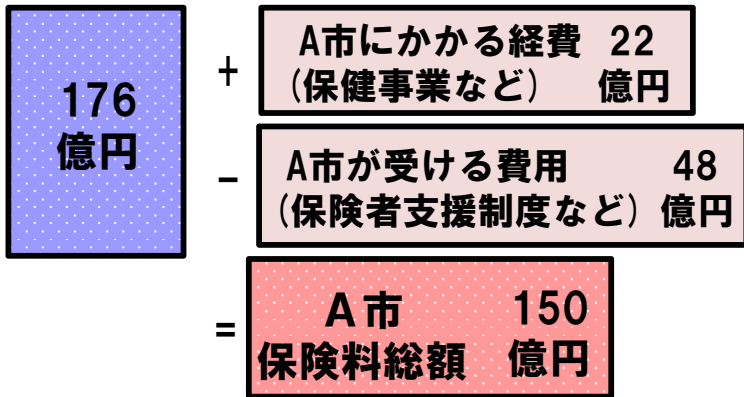 176
億円
+
A市にかかる経費 22
(保健事業など) 億円
-
A市が受ける費用 48
(保険者支援制度など) 億円
=
A市 150
保険料総額 億円